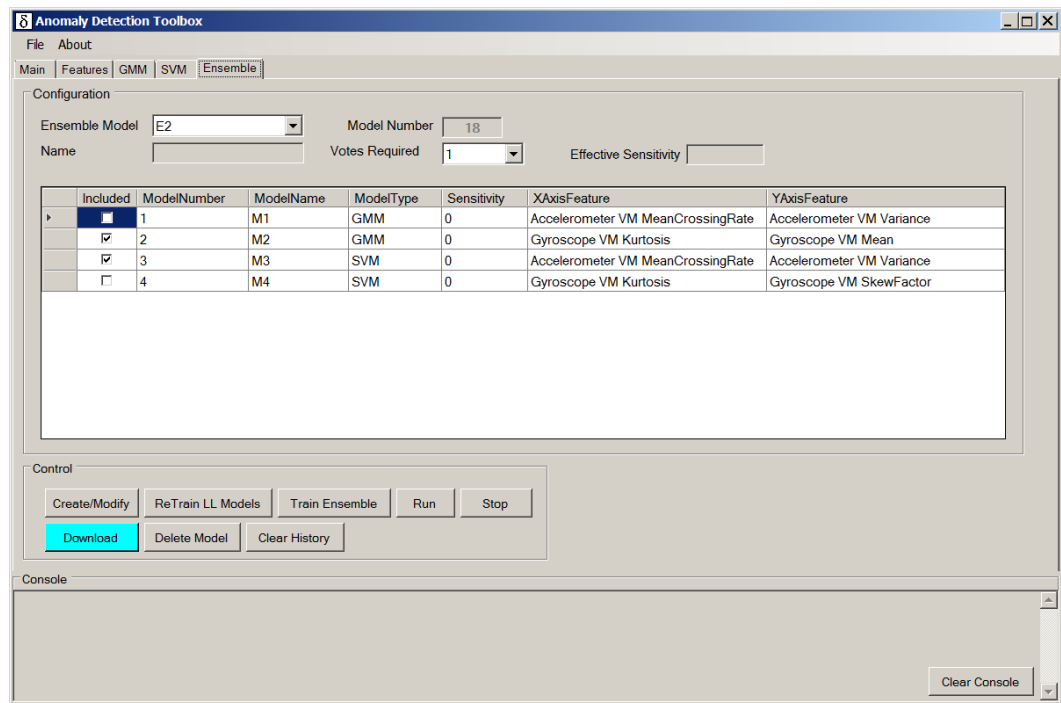 δ Anomaly Detection Toolbox
File About
Main Features GMM SVM Ensemble
Configuration
Ensemble Model E2 Model Number 18
Name Votes Required 1 Effective Sensitivity
Included ModelNumber ModelName ModelType Sensitivity XAxisFeature YAxisFeature
1 M1 GMM 0 Accelerometer VM MeanCrossingRate Accelerometer VM Variance
2 M2 GMM 0 Gyroscope VM Kurtosis Gyroscope VM Mean
3 M3 SVM 0 Accelerometer VM MeanCrossingRate Accelerometer VM Variance
4 M4 SVM 0 Gyroscope VM Kurtosis Gyroscope VM SkewFactor
Control
Create/Modify ReTrain LL Models Train Ensemble Run Stop
Download Delete Model Clear History
Console
Clear Console